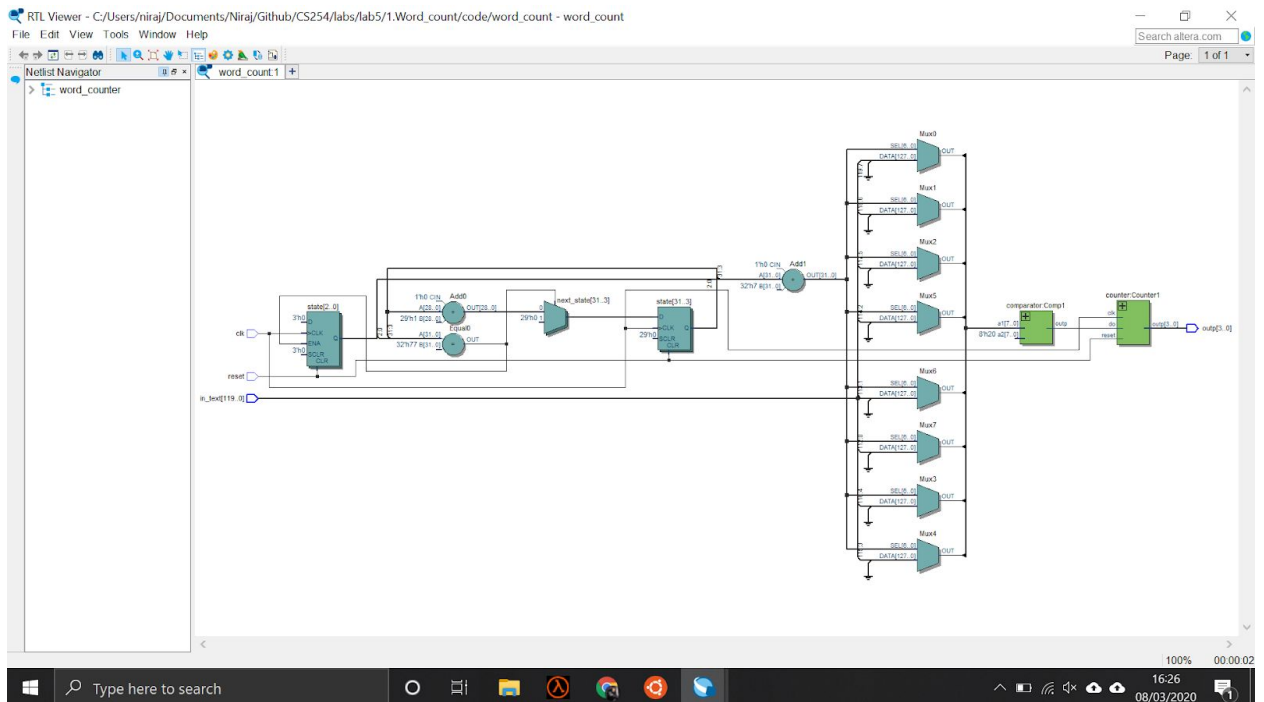 RTL Viewer - C:/Users/niraj/Documents/Niraj/Github/CS254/labs/lab5/1.Word_count/code/word_count - word_count
File Edit View Tools Window Help
Search altera.com
Page: 1 of 1
Netlist Navigator
word_count:1
word_counter
Mux0
SEL[6..0]
DATA[127..0]
OUT
Mux1
SEL[6..0]
DATA[127..0]
OUT
Mux2
SEL[6..0]
DATA[127..0]
OUT
1'h0 CIN Add1
A[31..0] OUT[31..0]
32'h7 B[31..0]
Mux5
SEL[6..0]
DATA[127..0]
OUT
state[2..0]
3'h0 D
clk
>CLK Q
ENA
3'h0 SCLR
CLR
reset
in_text[119..0]
1'h0 CIN Add0
A[28..0] OUT[28..0]
29'h1 B[28..0]
Equal0
A[31..0]
OUT
32'h77 B[31..0]
next_state[31..3]
0
29'h0 1
state[31..3]
D
>CLK Q
29'h0 SCLR
CLR
2:0
31:3
comparator:Comp1
a1[7..0]
outp
8'h20 a2[7..0]
counter:Counter1
clk
do
reset
outp[3..0]
outp[3..0]
Mux6
SEL[6..0]
DATA[127..0]
OUT
Mux7
SEL[6..0]
DATA[127..0]
OUT
Mux3
SEL[6..0]
DATA[127..0]
OUT
Mux4
SEL[6..0]
DATA[127..0]
OUT
100% 00:00:02
Type here to search
16:26
08/03/2020
1